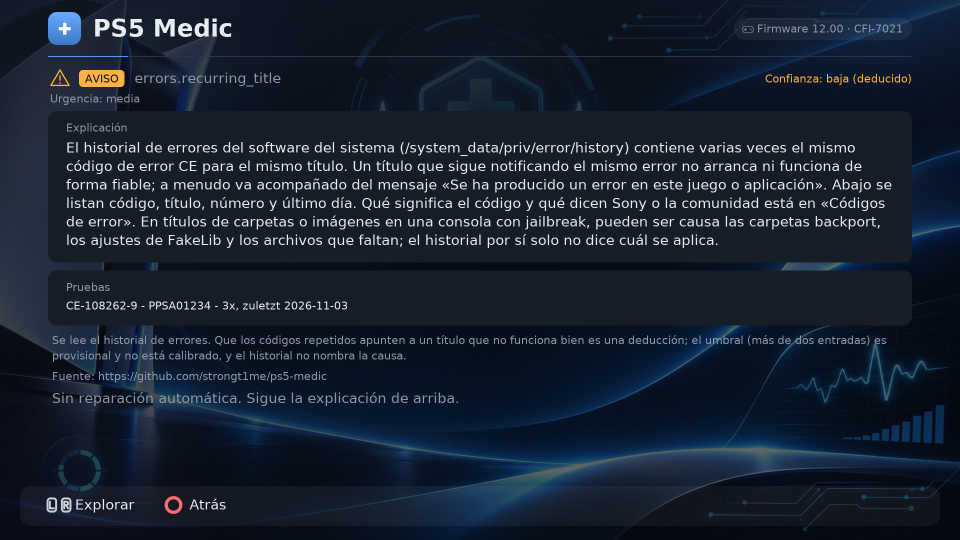 PS5 Medic
Firmware 12.00 · CFI-7021
AVISO errors.recurring_title
Confianza: baja (deducido)
Urgencia: media
Explicación
El historial de errores del software del sistema (/system_data/priv/error/history) contiene varias veces el mismo
código de error CE para el mismo título. Un título que sigue notificando el mismo error no arranca ni funciona de
forma fiable; a menudo va acompañado del mensaje «Se ha producido un error en este juego o aplicación». Abajo se
listan código, título, número y último día. Qué significa el código y qué dicen Sony o la comunidad está en «Códigos
de error». En títulos de carpetas o imágenes en una consola con jailbreak, pueden ser causa las carpetas backport,
los ajustes de FakeLib y los archivos que faltan; el historial por sí solo no dice cuál se aplica.
Pruebas
CE-108262-9 - PPSA01234 - 3x, zuletzt 2026-11-03
Se lee el historial de errores. Que los códigos repetidos apunten a un título que no funciona bien es una deducción; el umbral (más de dos entradas) es
provisional y no está calibrado, y el historial no nombra la causa.
Fuente: https://github.com/strongt1me/ps5-medic
Sin reparación automática. Sigue la explicación de arriba.
L R Explorar
Atrás